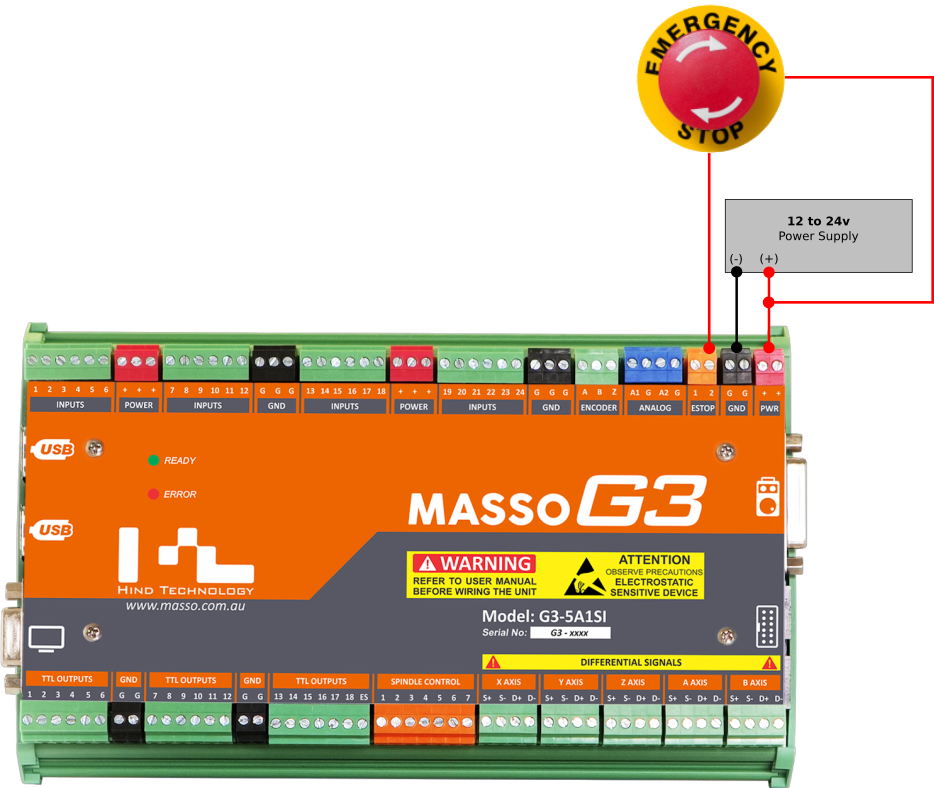 EMERGENCY
STOP
12 to 24v
Power Supply
(-) (+)
1 2 3 4 5 6 + + + 7 8 9 10 11 12 G G G 13 14 15 16 17 18 + + + 19 20 21 22 23 24 G G G A B Z A1 G A2 G 1 2 G G + +
INPUTS POWER INPUTS GND INPUTS POWER INPUTS GND ENCODER ANALOG ESTOP GND PWR
USB
READY
ERROR
USB
MASSO G3
HIND TECHNOLOGY
www.masso.com.au
WARNING
REFER TO USER MANUAL
BEFORE WIRING THE UNIT
ATTENTION
OBSERVE PRECAUTIONS
ELECTROSTATIC
SENSITIVE DEVICE
Model: G3-5A1SI
Serial No: G3 - xxxx
DIFFERENTIAL SIGNALS
TTL OUTPUTS GND TTL OUTPUTS GND TTL OUTPUTS SPINDLE CONTROL X AXIS Y AXIS Z AXIS A AXIS B AXIS
1 2 3 4 5 6 G G 7 8 9 10 11 12 G G 13 14 15 16 17 18 ES 1 2 3 4 5 6 7 S+ S- D+ D- S+ S- D+ D- S+ S- D+ D- S+ S- D+ D- S+ S- D+ D-